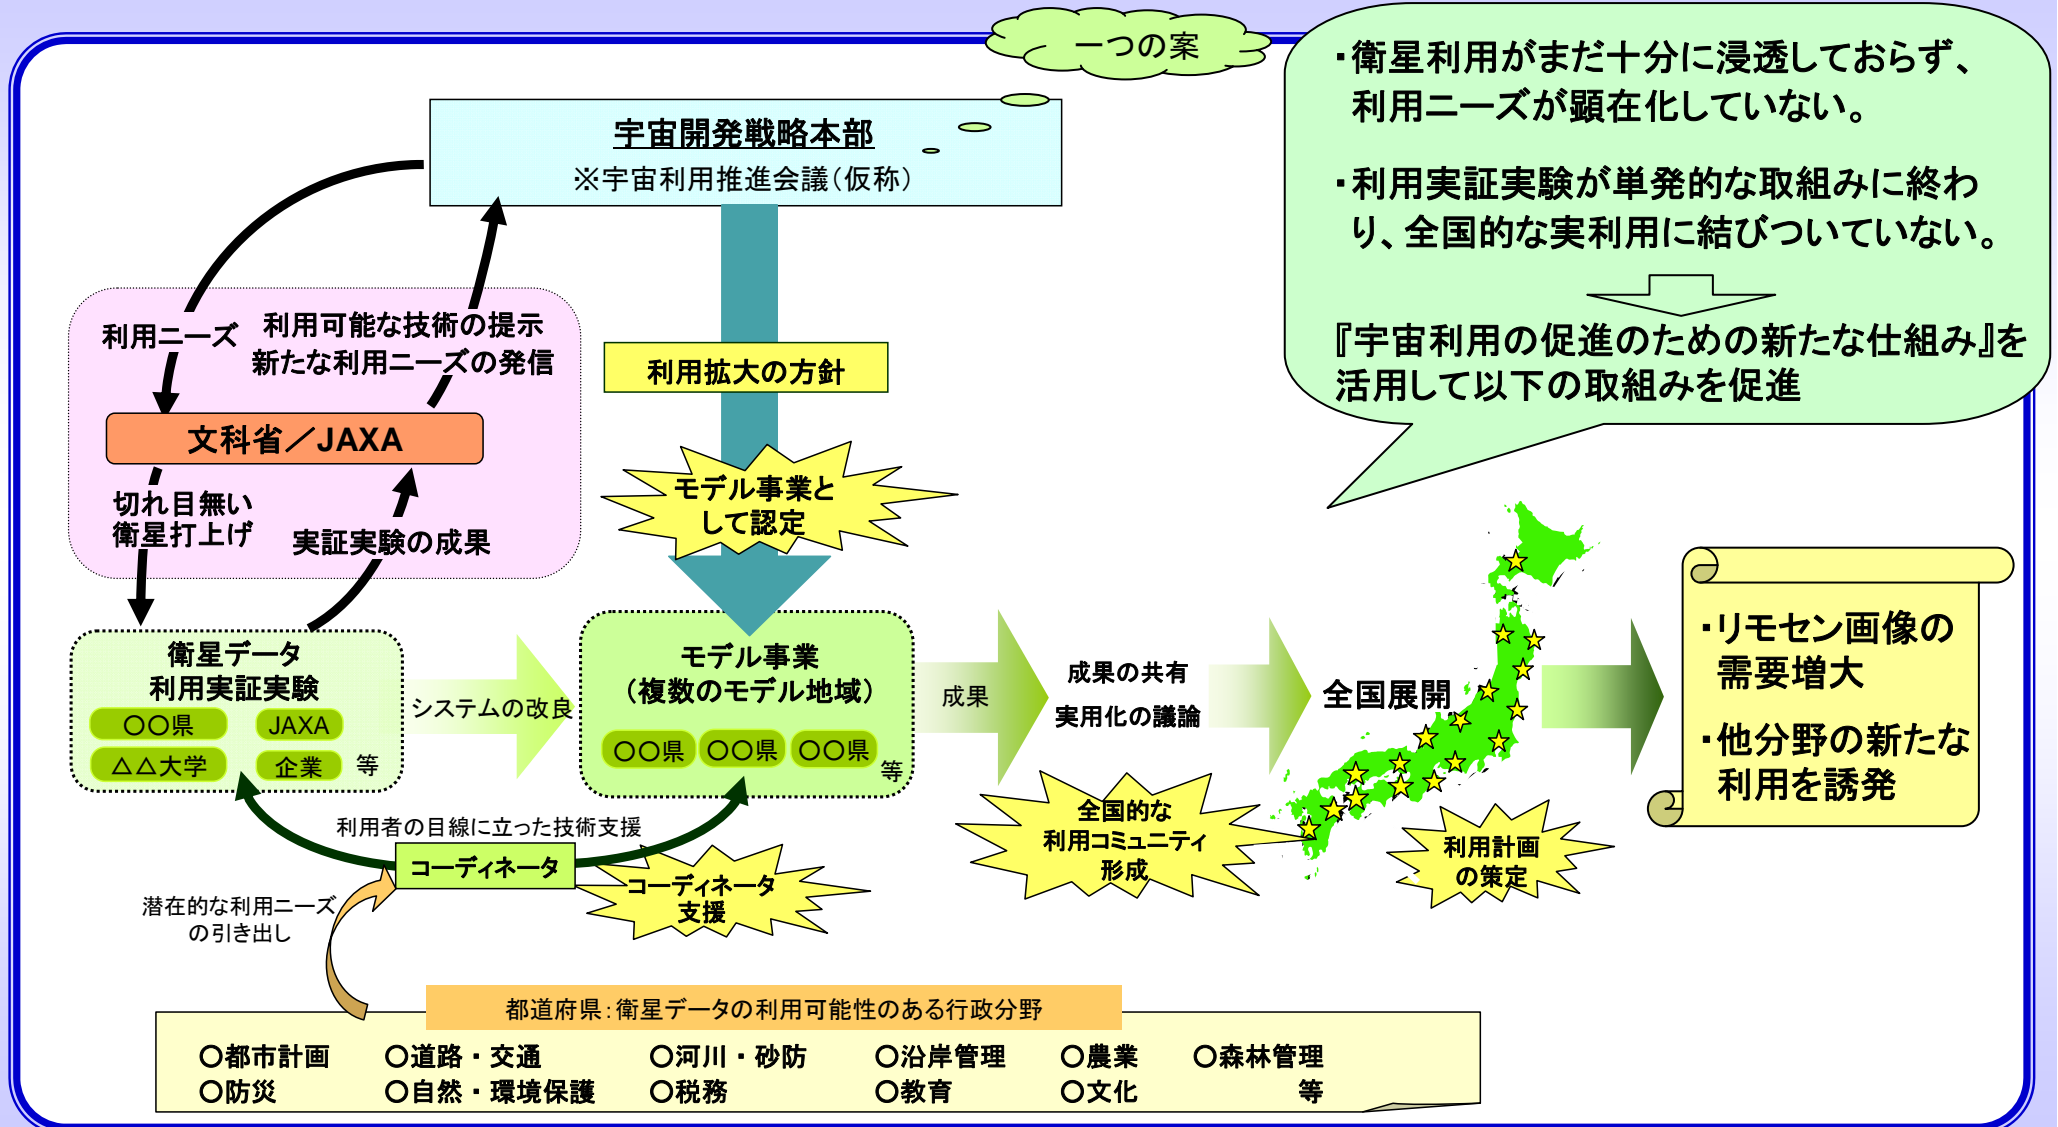 一つの案
・衛星利用がまだ十分に浸透しておらず、
利用ニーズが顕在化していない。
・利用実証実験が単発的な取組みに終わ
り、全国的な実利用に結びついていない。
『宇宙利用の促進のための新たな仕組み』を
活用して以下の取組みを促進
宇宙開発戦略本部
※宇宙利用推進会議（仮称）
利用ニーズ
利用可能な技術の提示
新たな利用ニーズの発信
利用拡大の方針
文科省／JAXA
モデル事業と
して認定
切れ目無い
衛星打上げ
実証実験の成果
衛星データ
利用実証実験
〇〇県
JAXA
△△大学
企業
等
システムの改良
モデル事業
（複数のモデル地域）
〇〇県
〇〇県
〇〇県
等
成果
成果の共有
実用化の議論
全国展開
・リモセン画像の
需要増大
・他分野の新たな
利用を誘発
全国的な
利用コミュニティ
形成
利用計画
の策定
利用者の目線に立った技術支援
コーディネータ
コーディネータ
支援
潜在的な利用ニーズ
の引き出し
都道府県：衛星データの利用可能性のある行政分野
〇都市計画 〇道路・交通 〇河川・砂防 〇沿岸管理 〇農業 〇森林管理
〇防災 〇自然・環境保護 〇税務 〇教育 〇文化 等